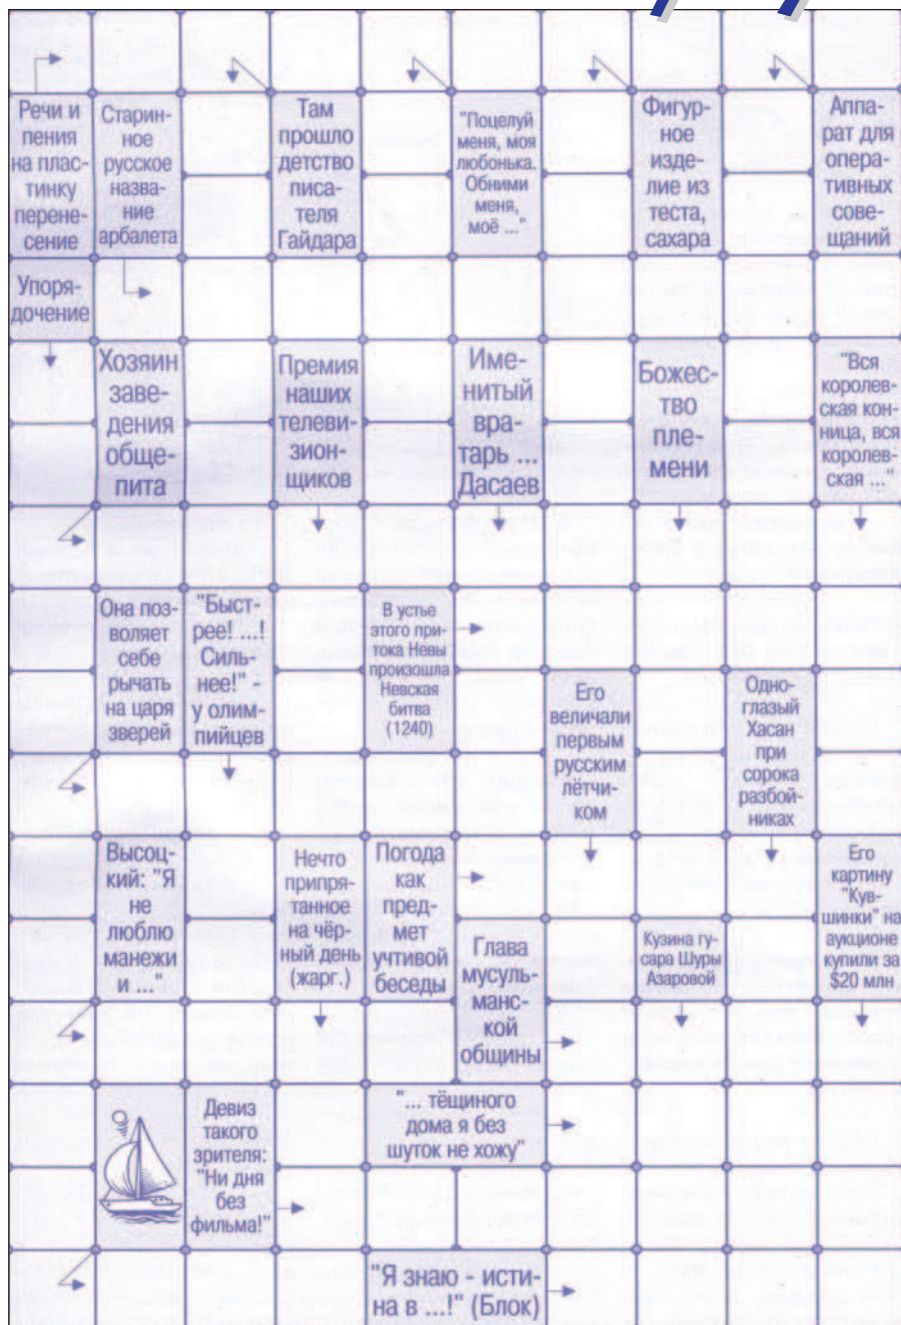 Речи и
пения
на плас-
тинку
перене-
сение
Старин-
ное
русское
назва-
ние
арбалета
Там
прошло
детство
писа-
теля
Гайдара
"Поцелуй
меня, моя
любонька,
Обними
меня,
моё ..."
Фигур-
ное
изде-
лие из
теста,
сахара
Аппа-
рат для
опера-
тивных
сове-
щаний
Упоря-
дочение
Хозяин
заве-
дения
обще-
пита
Премия
наших
телеви-
зион-
щиков
Име-
нитый
вра-
тарь ...
Дасаев
Божес-
тво
пле-
мени
"Вся
королев-
ская кон-
ница, вся
королев-
ская ..."
Она поз-
воляет
себе
рычать
на царя
зверей
"Быст-
рее! ...!
Силь-
нее!" -
у олим-
пийцев
В устье
этого при-
тока Невы
произошла
Невская
битва
(1240)
Его
величали
первым
русским
лётчи-
ком
Одно-
глазый
Хасан
при
сорока
разбой-
никах
Высоц-
кий: "Я
не
люблю
манежи
и ..."
Нечто
припря-
танное
на чёр-
ный день
(жарг.)
Погода
как
пред-
мет
учтивой
беседы
Глава
мусуль-
ман-
ской
общины
Кузина гу-
сара Шуры
Азаровой
Его
картину
"Кув-
шинки" на
аукционе
купили за
$20 млн
Девиз
такого
зрителя:
"Ни дня
без
фильма!"
"... тёщиного
дома я без
шуток не хожу"
"Я знаю - исти-
на в ...!" (Блок)